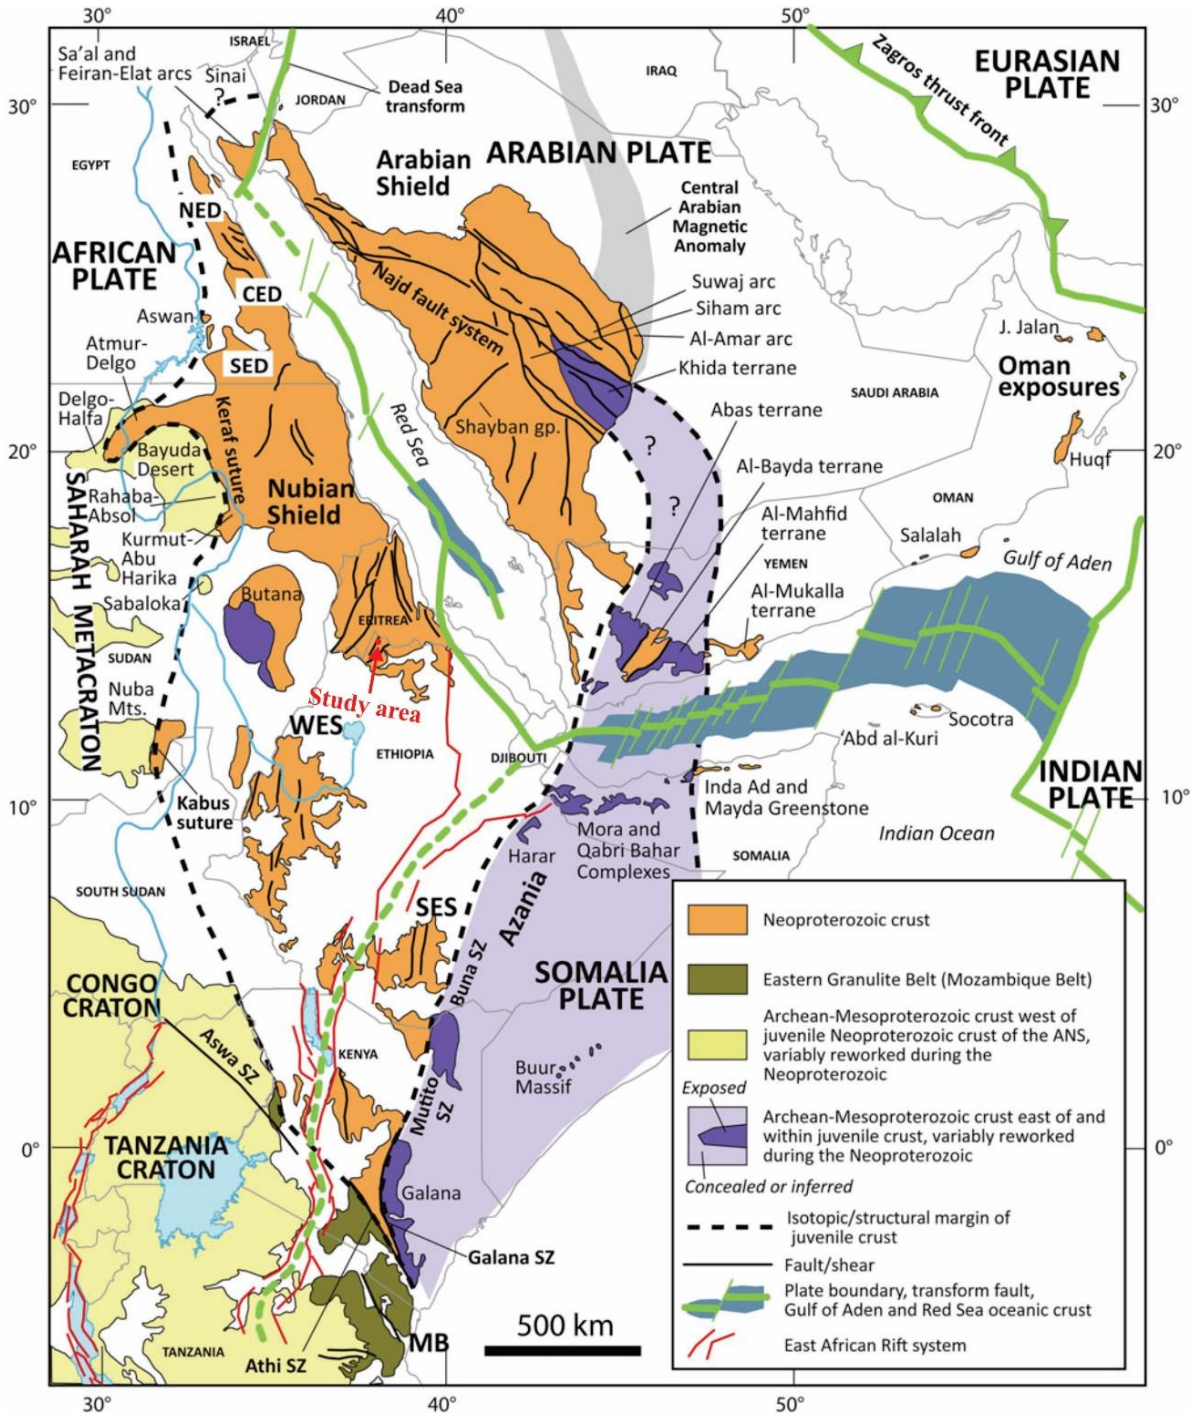 30°
40°
50°
ISRAEL
Sa'al and
Feiran-Elat arcs
Sinai
?
JORDAN
Dead Sea
transform
IRAQ
Zagros thrust front
EURASIAN
PLATE
30°
30°
EGYPT
Arabian
Shield
ARABIAN PLATE
Central
Arabian
Magnetic
Anomaly
NED
AFRICAN
PLATE
CED
Najd fault system
Suwaj arc
Siham arc
Al-Amar arc
Khida terrane
Aswan
Atmur-
Delgo
SED
J. Jalan
Oman
exposures
SAUDI ARABIA
Delgo-
Halfa
Keraf suture
Red Sea
Shayban gp.
Abas terrane
?
20°
20°
Bayuda
Desert
Huqf
Al-Bayda terrane
SAHARAH METACRATON
Rahaba-
Absol
Nubian
Shield
?
OMAN
Al-Mahfid
terrane
Salalah
Kurmut-
Abu
Harika
YEMEN
Gulf of Aden
Sabaloka
Butana
Al-Mukalla
terrane
ERITREA
SUDAN
Study area
Nuba
Mts.
WES
Socotra
'Abd al-Kuri
ETHIOPIA
DJIBOUTI
INDIAN
PLATE
Kabus
suture
10°
10°
Inda Ad and
Mayda Greenstone
Mora and
Qabri Bahar
Complexes
Harar
Indian Ocean
SOMALIA
Azania
SOUTH SUDAN
SES
Buna SZ
SOMALIA
PLATE
CONGO
CRATON
Aswa SZ
KENYA
Buur
Massif
Mutito
SZ
0°
0°
TANZANIA
CRATON
Galana
Galana SZ
500 km
MB
TANZANIA
Athi SZ
Neoproterozoic crust
Eastern Granulite Belt (Mozambique Belt)
Archean-Mesoproterozoic crust west of
juvenile Neoproterozoic crust of the ANS,
variably reworked during the
Neoproterozoic
Exposed
Archean-Mesoproterozoic crust east of and
within juvenile crust, variably reworked
during the Neoproterozoic
Concealed or inferred
Isotopic/structural margin of
juvenile crust
Fault/shear
Plate boundary, transform fault,
Gulf of Aden and Red Sea oceanic crust
East African Rift system
30°
40°
50°